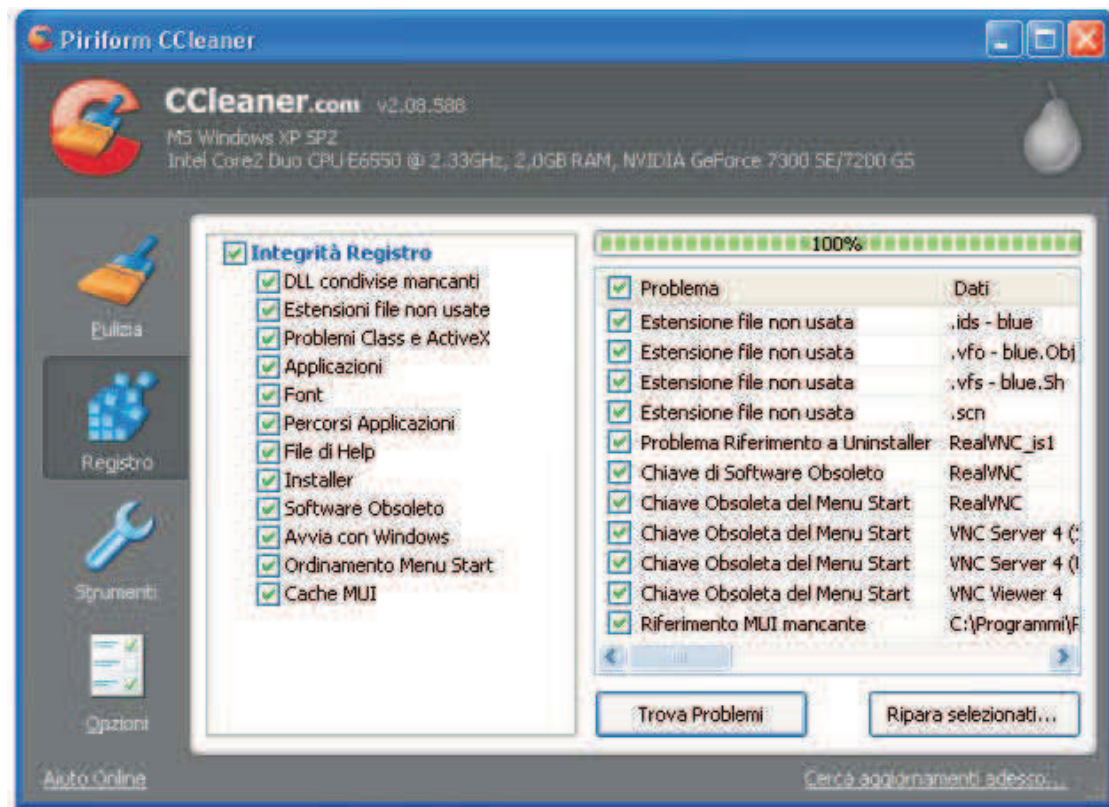 Piriform CCleaner
CCleaner.com v2.08.588
MS Windows XP SP2
Intel Core2 Duo CPU E6550 @ 2.33GHz, 2,0GB RAM, NVIDIA GeForce 7300 SE/7200 GS
Pulizia
Registro
Strumenti
Opzioni
Integrità Registro
DLL condivise mancanti
Estensioni file non usate
Problemi Class e ActiveX
Applicazioni
Font
Percorsi Applicazioni
File di Help
Installer
Software Obsoleto
Avvia con Windows
Ordinamento Menu Start
Cache MUI
100%
Problema Dati
Estensione file non usata .ids - blue
Estensione file non usata .vfo - blue.Obj
Estensione file non usata .vfs - blue.Sh
Estensione file non usata .scn
Problema Riferimento a Uninstaller RealVNC_is1
Chiave di Software Obsoleto RealVNC
Chiave Obsoleta del Menu Start RealVNC
Chiave Obsoleta del Menu Start VNC Server 4 (
Chiave Obsoleta del Menu Start VNC Server 4 (
Chiave Obsoleta del Menu Start VNC Viewer 4
Riferimento MUI mancante C:\Programmi\
Trova Problemi
Ripara selezionati...
Aiuto Online
Cerca aggiornamenti adesso...